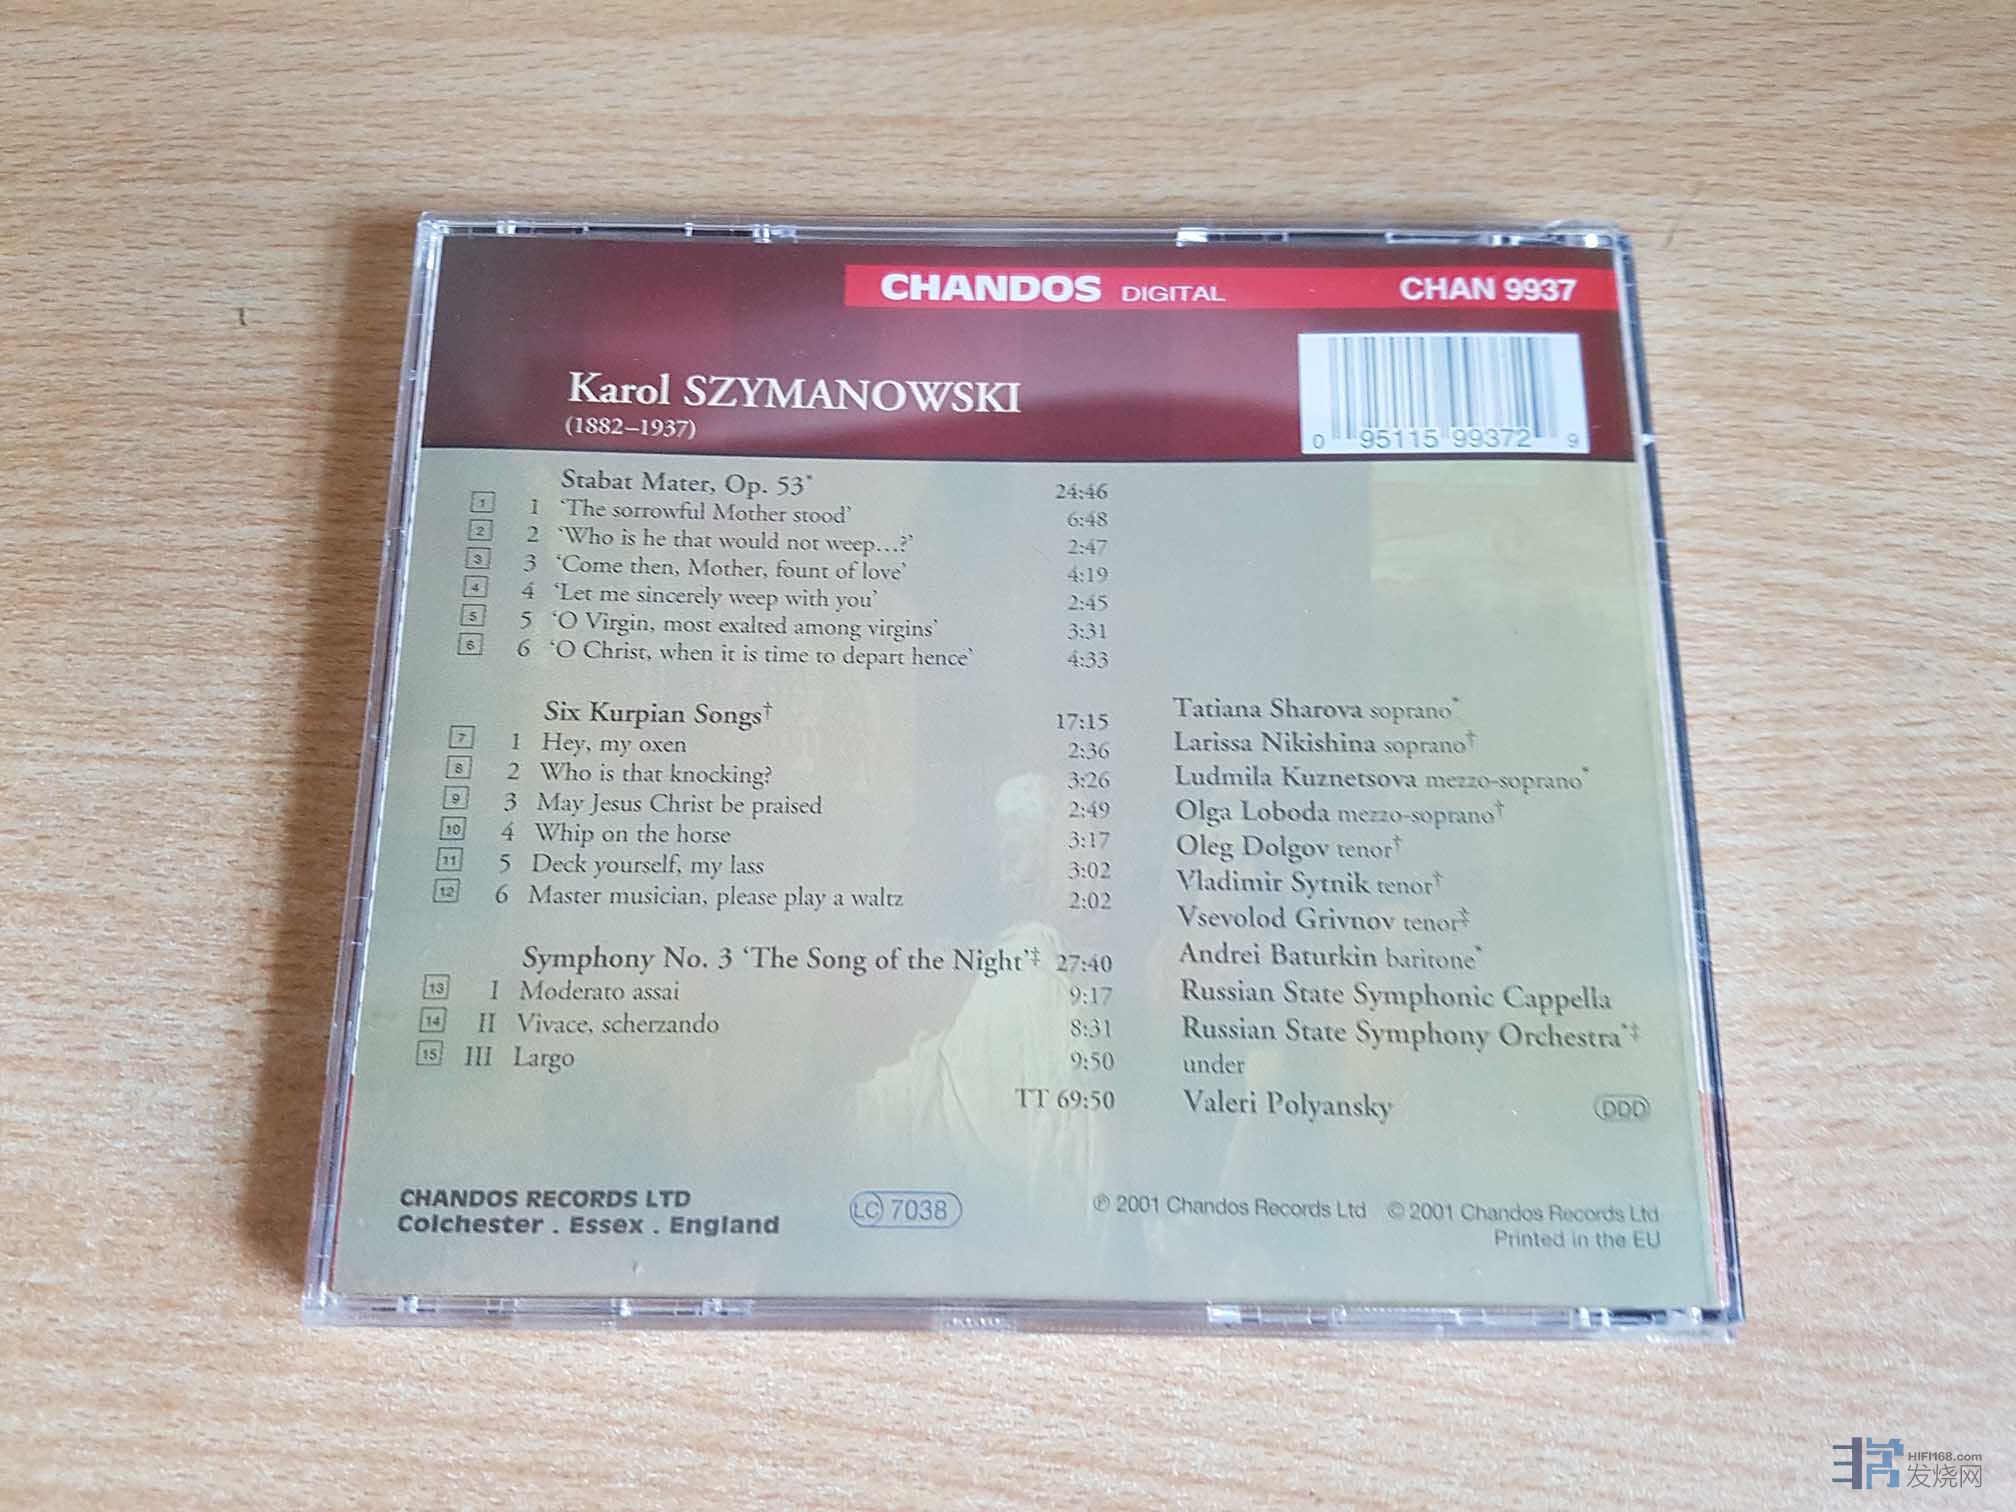 CHANDOS DIGITAL CHAN 9937
Karol SZYMANOWSKI
(1882–1937)
0 95115 99372 9
Stabat Mater, Op. 53* 24:46
1 1 ‘The sorrowful Mother stood’ 6:48
2 2 ‘Who is he that would not weep…?’ 2:47
3 3 ‘Come then, Mother, fount of love’ 4:19
4 4 ‘Let me sincerely weep with you’ 2:45
5 5 ‘O Virgin, most exalted among virgins’ 3:31
6 6 ‘O Christ, when it is time to depart hence’ 4:33
Six Kurpian Songs† 17:15
7 1 Hey, my oxen 2:36
8 2 Who is that knocking? 3:26
9 3 May Jesus Christ be praised 2:49
10 4 Whip on the horse 3:17
11 5 Deck yourself, my lass 3:02
12 6 Master musician, please play a waltz 2:02
Symphony No. 3 ‘The Song of the Night’‡ 27:40
13 I Moderato assai 9:17
14 II Vivace, scherzando 8:31
15 III Largo 9:50
TT 69:50
Tatiana Sharova soprano*
Larissa Nikishina soprano†
Ludmila Kuznetsova mezzo-soprano*
Olga Loboda mezzo-soprano†
Oleg Dolgov tenor†
Vladimir Sytnik tenor†
Vsevolod Grivnov tenor‡
Andrei Baturkin baritone*
Russian State Symphonic Cappella
Russian State Symphony Orchestra*‡
under
Valeri Polyansky
DDD
CHANDOS RECORDS LTD
Colchester . Essex . England
LC 7038
℗ 2001 Chandos Records Ltd © 2001 Chandos Records Ltd
Printed in the EU
HIFI168.com
发烧网